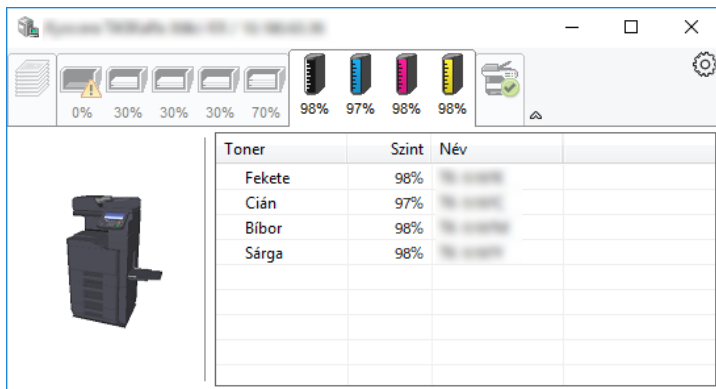 0% 30% 30% 30% 70% 98% 97% 98% 98%
Toner Szint Név
Fekete 98%
Cián 97%
Bíbor 98%
Sárga 98%